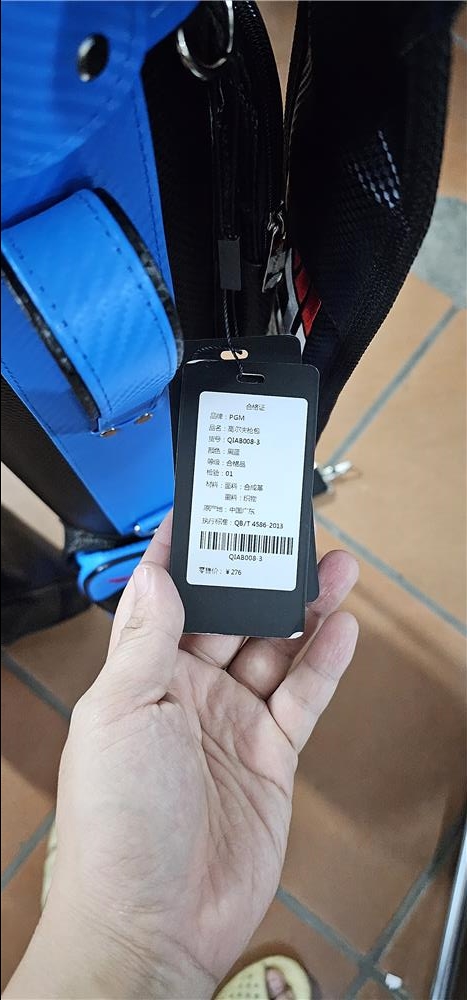 合格证
品牌：PGM
品名：高尔夫枪包
货号：QIAB008-3
颜色：黑蓝
等级：合格品
检验：01
材料：面料：合成革
里料：织物
原产地：中国广东
执行标准：QB/T 4586-2013
QIAB008-3
零售价：¥276